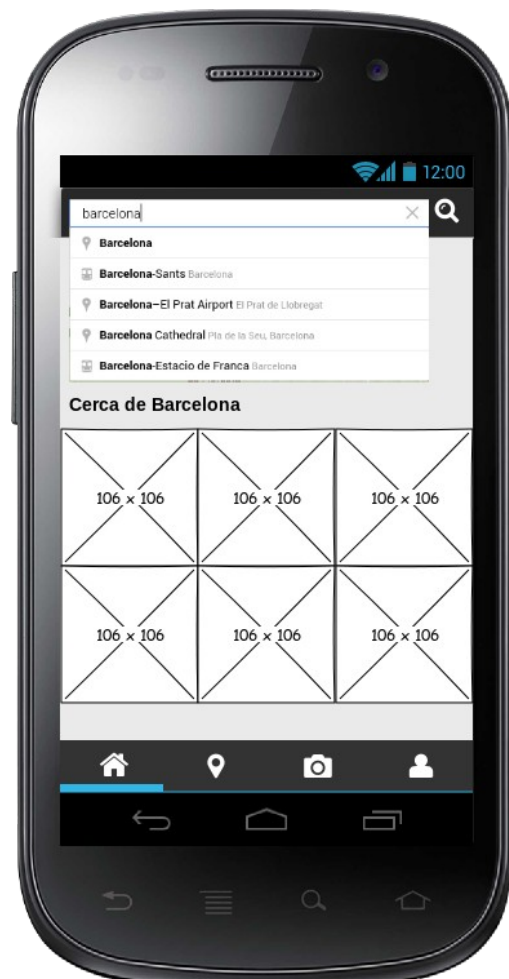 12:00
barcelona
Barcelona
Barcelona-Sants Barcelona
Barcelona–El Prat Airport El Prat de Llobregat
Barcelona Cathedral Pla de la Seu, Barcelona
Barcelona-Estacio de Franca Barcelona
Cerca de Barcelona
106 x 106 106 x 106 106 x 106
106 x 106 106 x 106 106 x 106